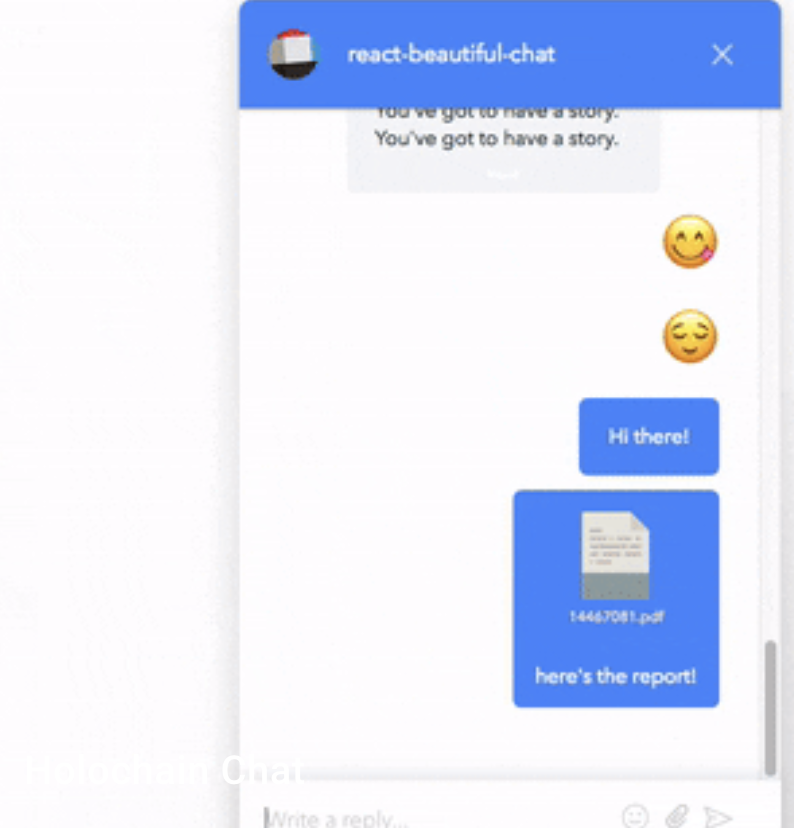 react-beautiful-chat
You've got to have a story.
You've got to have a story.
Hi there!
14467081.pdf
here's the report!
Holochain Chat
Write a reply...